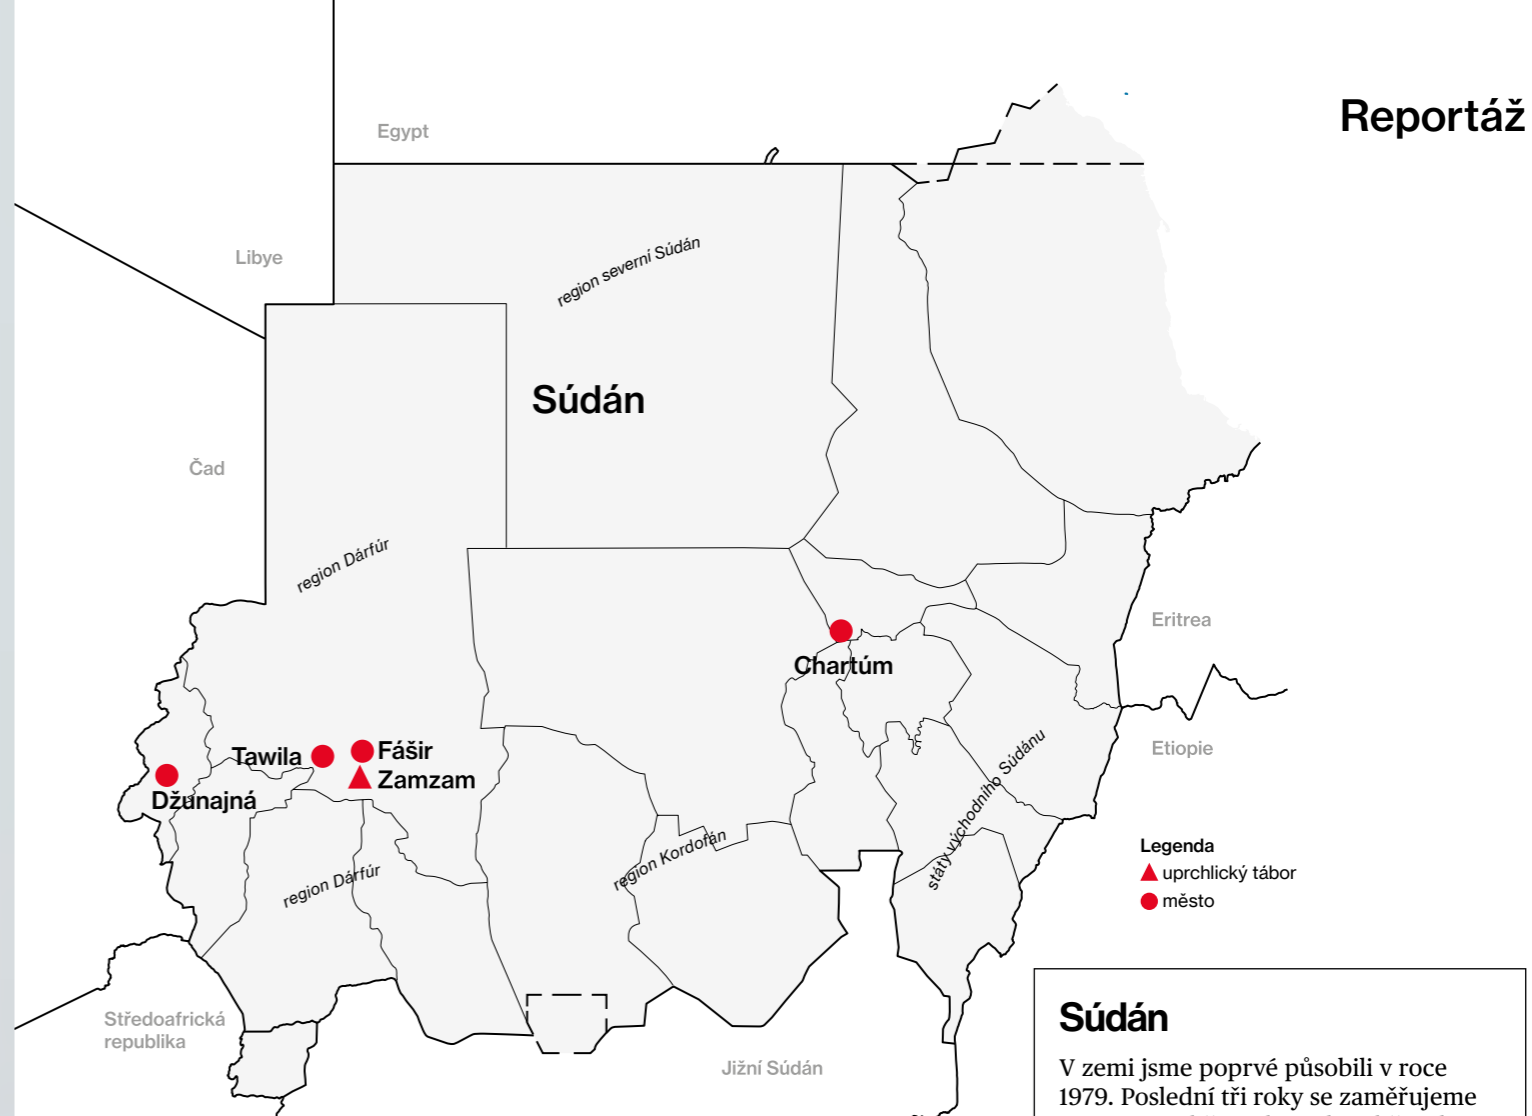 Reportáž
Egypt
Libye
region severní Súdán
Súdán
Čad
region Dárfúr
Eritrea
Chartúm
Tawila
Fášir
Zamzam
Džunajná
Etiopie
státy východního Súdánu
region Kordofán
region Dárfúr
Legenda
uprchlický tábor
město
Středoafrická
republika
Jižní Súdán
Súdán
V zemi jsme poprvé působili v roce
1979. Poslední tři roky se zaměřujeme